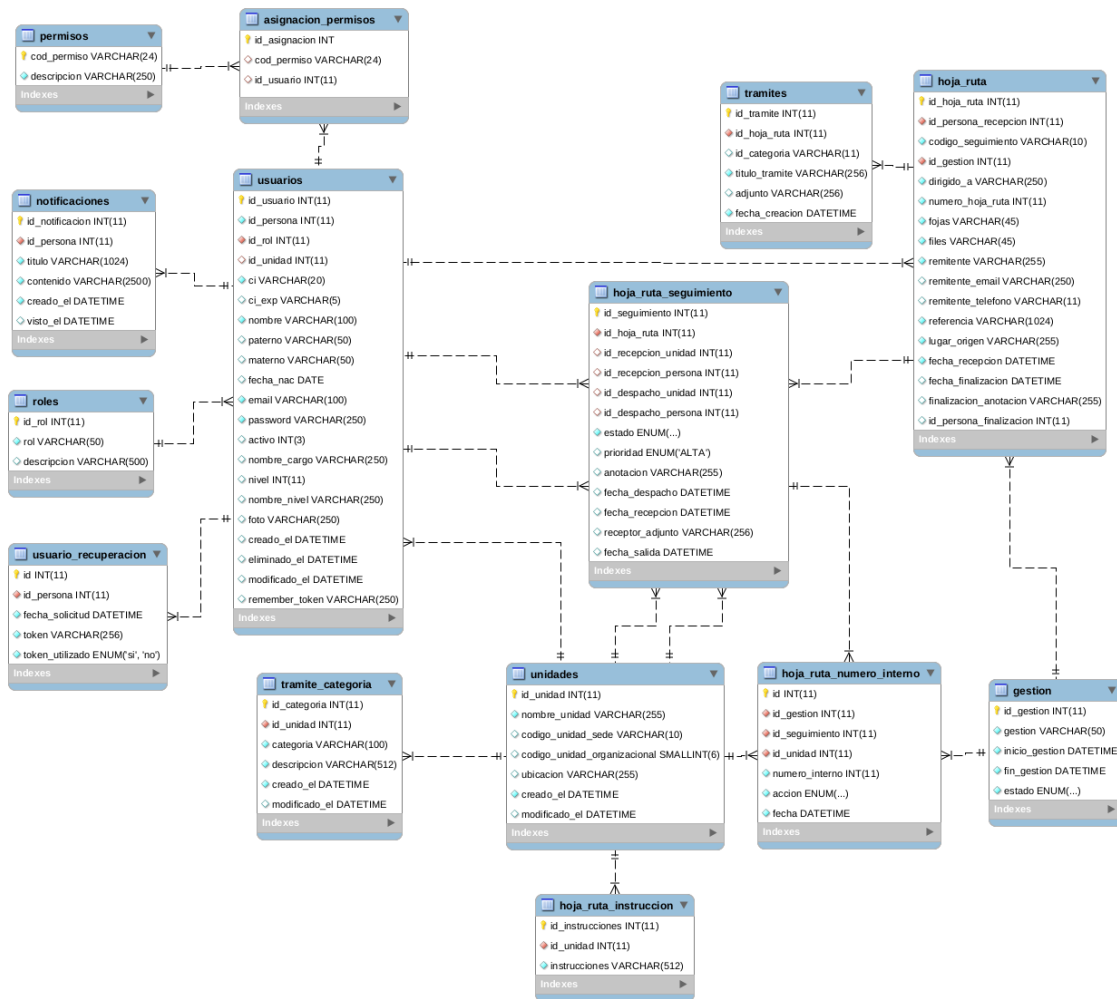 permisos
cod_permiso VARCHAR(24)
descripcion VARCHAR(250)
Indexes
asignacion_permisos
id_asignacion INT
cod_permiso VARCHAR(24)
id_usuario INT(11)
Indexes
tramites
id_tramite INT(11)
id_hoja_ruta INT(11)
id_categoria VARCHAR(11)
titulo_tramite VARCHAR(256)
adjunto VARCHAR(256)
fecha_creacion DATETIME
Indexes
hoja_ruta
id_hoja_ruta INT(11)
id_persona_recepcion INT(11)
codigo_seguimiento VARCHAR(10)
id_gestion INT(11)
dirigido_a VARCHAR(250)
numero_hoja_ruta INT(11)
fojas VARCHAR(45)
files VARCHAR(45)
remitente VARCHAR(255)
remitente_email VARCHAR(250)
remitente_telefono VARCHAR(11)
referencia VARCHAR(1024)
lugar_origen VARCHAR(255)
fecha_recepcion DATETIME
fecha_finalizacion DATETIME
finalizacion_anotacion VARCHAR(255)
id_persona_finalizacion INT(11)
Indexes
notificaciones
id_notificacion INT(11)
id_persona INT(11)
titulo VARCHAR(1024)
contenido VARCHAR(2500)
creado_el DATETIME
visto_el DATETIME
Indexes
usuarios
id_usuario INT(11)
id_persona INT(11)
id_rol INT(11)
id_unidad INT(11)
ci VARCHAR(20)
ci_exp VARCHAR(5)
nombre VARCHAR(100)
paterno VARCHAR(50)
materno VARCHAR(50)
fecha_nac DATE
email VARCHAR(100)
password VARCHAR(250)
activo INT(3)
nombre_cargo VARCHAR(250)
nivel INT(11)
nombre_nivel VARCHAR(250)
foto VARCHAR(250)
creado_el DATETIME
eliminado_el DATETIME
modificado_el DATETIME
remember_token VARCHAR(250)
Indexes
hoja_ruta_seguimiento
id_seguimiento INT(11)
id_hoja_ruta INT(11)
id_recepcion_unidad INT(11)
id_recepcion_persona INT(11)
id_despacho_unidad INT(11)
id_despacho_persona INT(11)
estado ENUM(...)
prioridad ENUM('ALTA')
anotacion VARCHAR(255)
fecha_despacho DATETIME
fecha_recepcion DATETIME
receptor_adjunto VARCHAR(256)
fecha_salida DATETIME
Indexes
roles
id_rol INT(11)
rol VARCHAR(50)
descripcion VARCHAR(500)
Indexes
usuario_recuperacion
id INT(11)
id_persona INT(11)
fecha_solicitud DATETIME
token VARCHAR(256)
token_utilizado ENUM('si', 'no')
Indexes
tramite_categoria
id_categoria INT(11)
id_unidad INT(11)
categoria VARCHAR(100)
descripcion VARCHAR(512)
creado_el DATETIME
modificado_el DATETIME
Indexes
unidades
id_unidad INT(11)
nombre_unidad VARCHAR(255)
codigo_unidad_sede VARCHAR(10)
codigo_unidad_organizacional SMALLINT(6)
ubicacion VARCHAR(255)
creado_el DATETIME
modificado_el DATETIME
Indexes
hoja_ruta_numero_interno
id INT(11)
id_gestion INT(11)
id_seguimiento INT(11)
id_unidad INT(11)
numero_interno INT(11)
accion ENUM(...)
fecha DATETIME
Indexes
gestion
id_gestion INT(11)
gestion VARCHAR(50)
inicio_gestion DATETIME
fin_gestion DATETIME
estado ENUM(...)
Indexes
hoja_ruta_instruccion
id_instrucciones INT(11)
id_unidad INT(11)
instrucciones VARCHAR(512)
Indexes